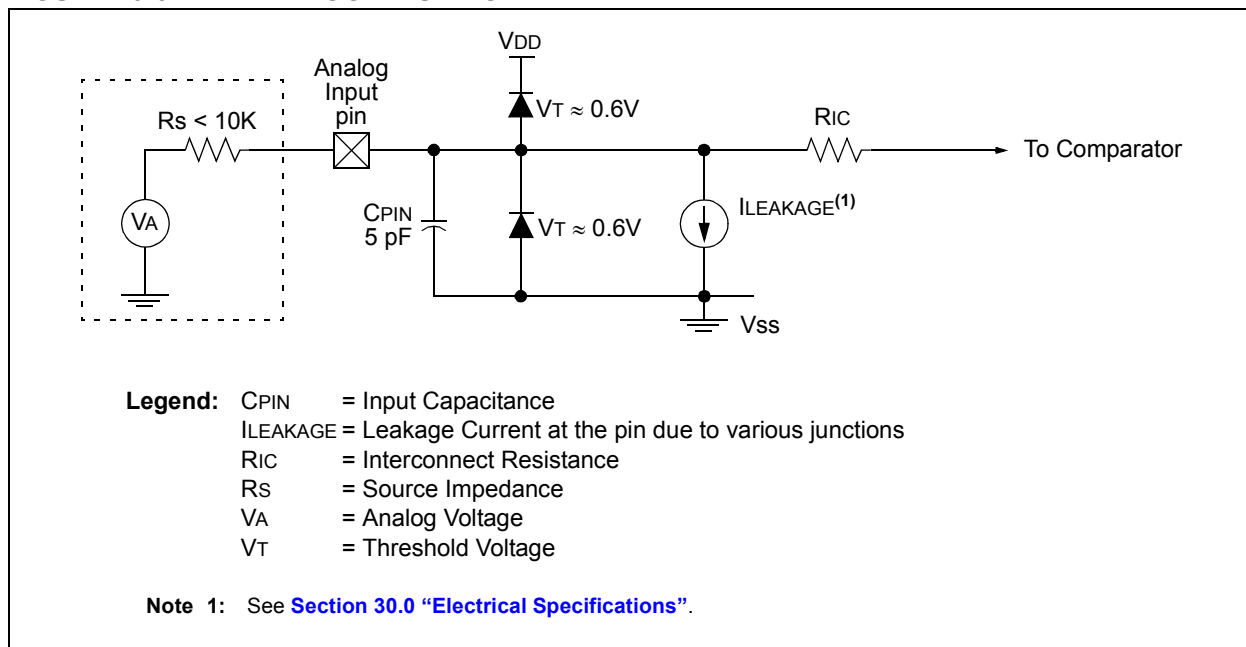 VDD
Analog
Input
pin
Rs < 10K
VT ≈ 0.6V
RIC
To Comparator
VA
CPIN
5 pF
VT ≈ 0.6V
ILEAKAGE(1)
Vss
Legend: CPIN = Input Capacitance
ILEAKAGE = Leakage Current at the pin due to various junctions
RIC = Interconnect Resistance
RS = Source Impedance
VA = Analog Voltage
VT = Threshold Voltage
Note 1: See Section 30.0 “Electrical Specifications”.